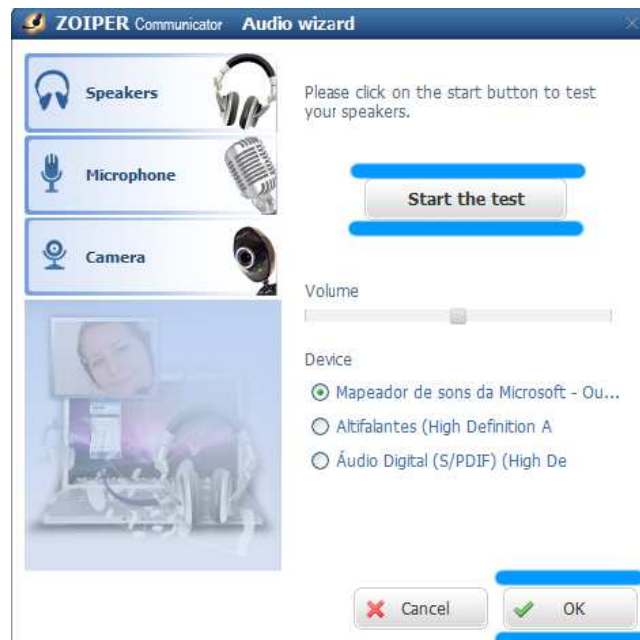 ZOIPER Communicator Audio wizard
Speakers
Microphone
Camera
Please click on the start button to test
your speakers.
Start the test
Volume
Device
Mapeador de sons da Microsoft - Ou...
Altifalantes (High Definition A
Áudio Digital (S/PDIF) (High De
Cancel
OK